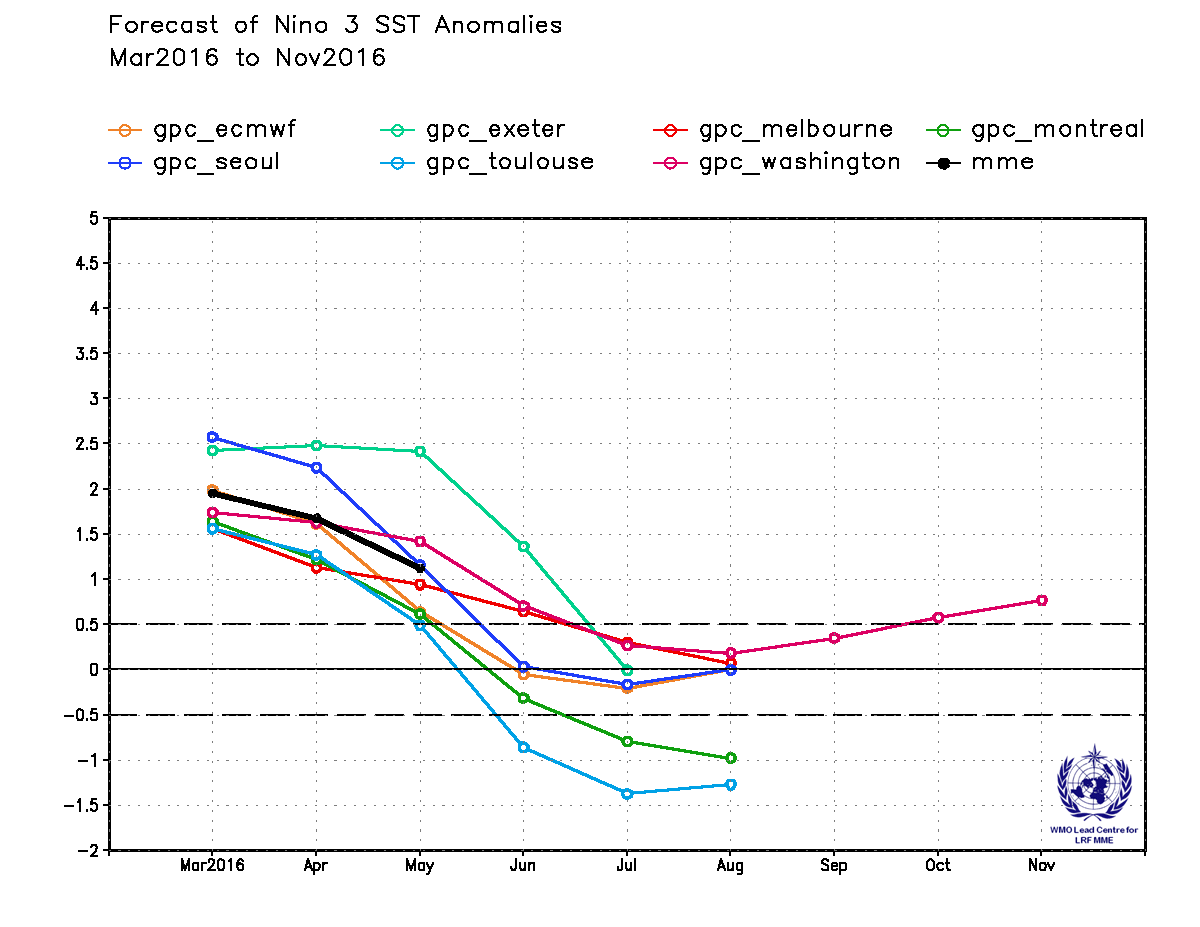 Forecast of Nino 3 SST Anomalies
Mar2016 to Nov2016
gpc_ecmwf gpc_exeter gpc_melbourne gpc_montreal
gpc_seoul gpc_toulouse gpc_washington mme
5
4.5
4
3.5
3
2.5
2
1.5
1
0.5
0
−0.5
−1
−1.5
−2
Mar2016 Apr May Jun Jul Aug Sep Oct Nov
WMO Lead Centre for
LRF MME